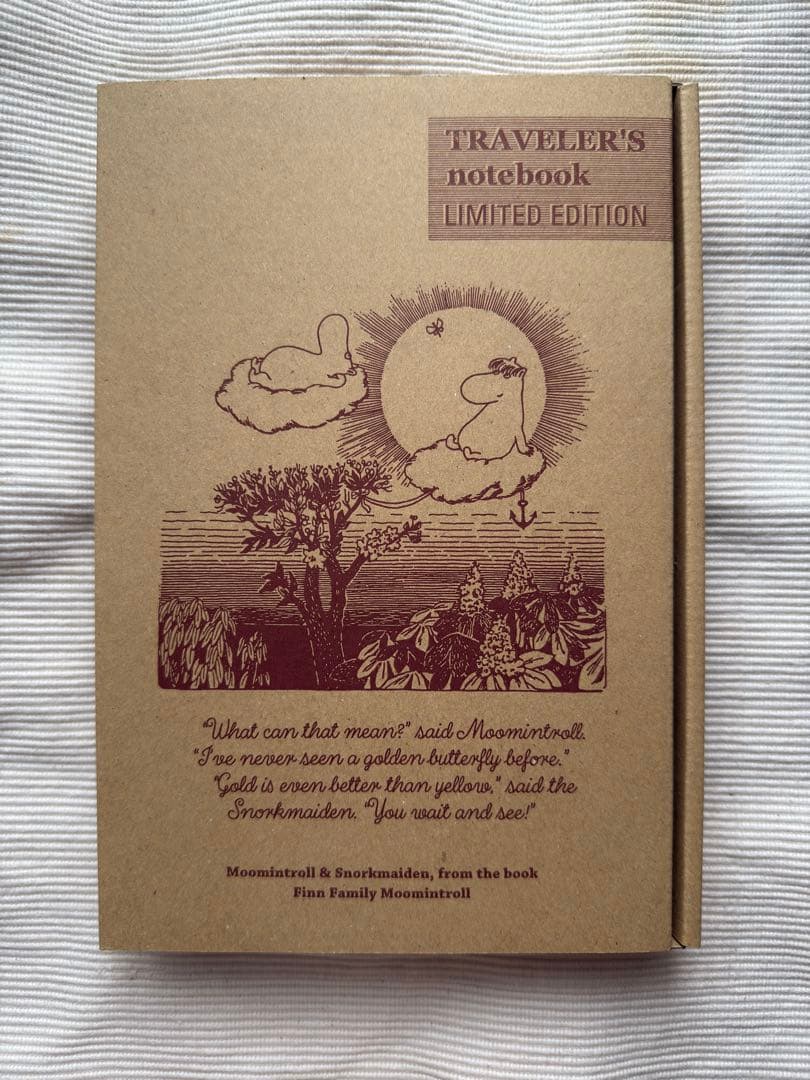 TRAVELER'S
notebook
LIMITED EDITION
"What can that mean?" said Moomintroll.
"I've never seen a golden butterfly before."
"Gold is even better than yellow," said the
Snorkmaiden. "You wait and see!"
Moomintroll & Snorkmaiden, from the book
Finn Family Moomintroll